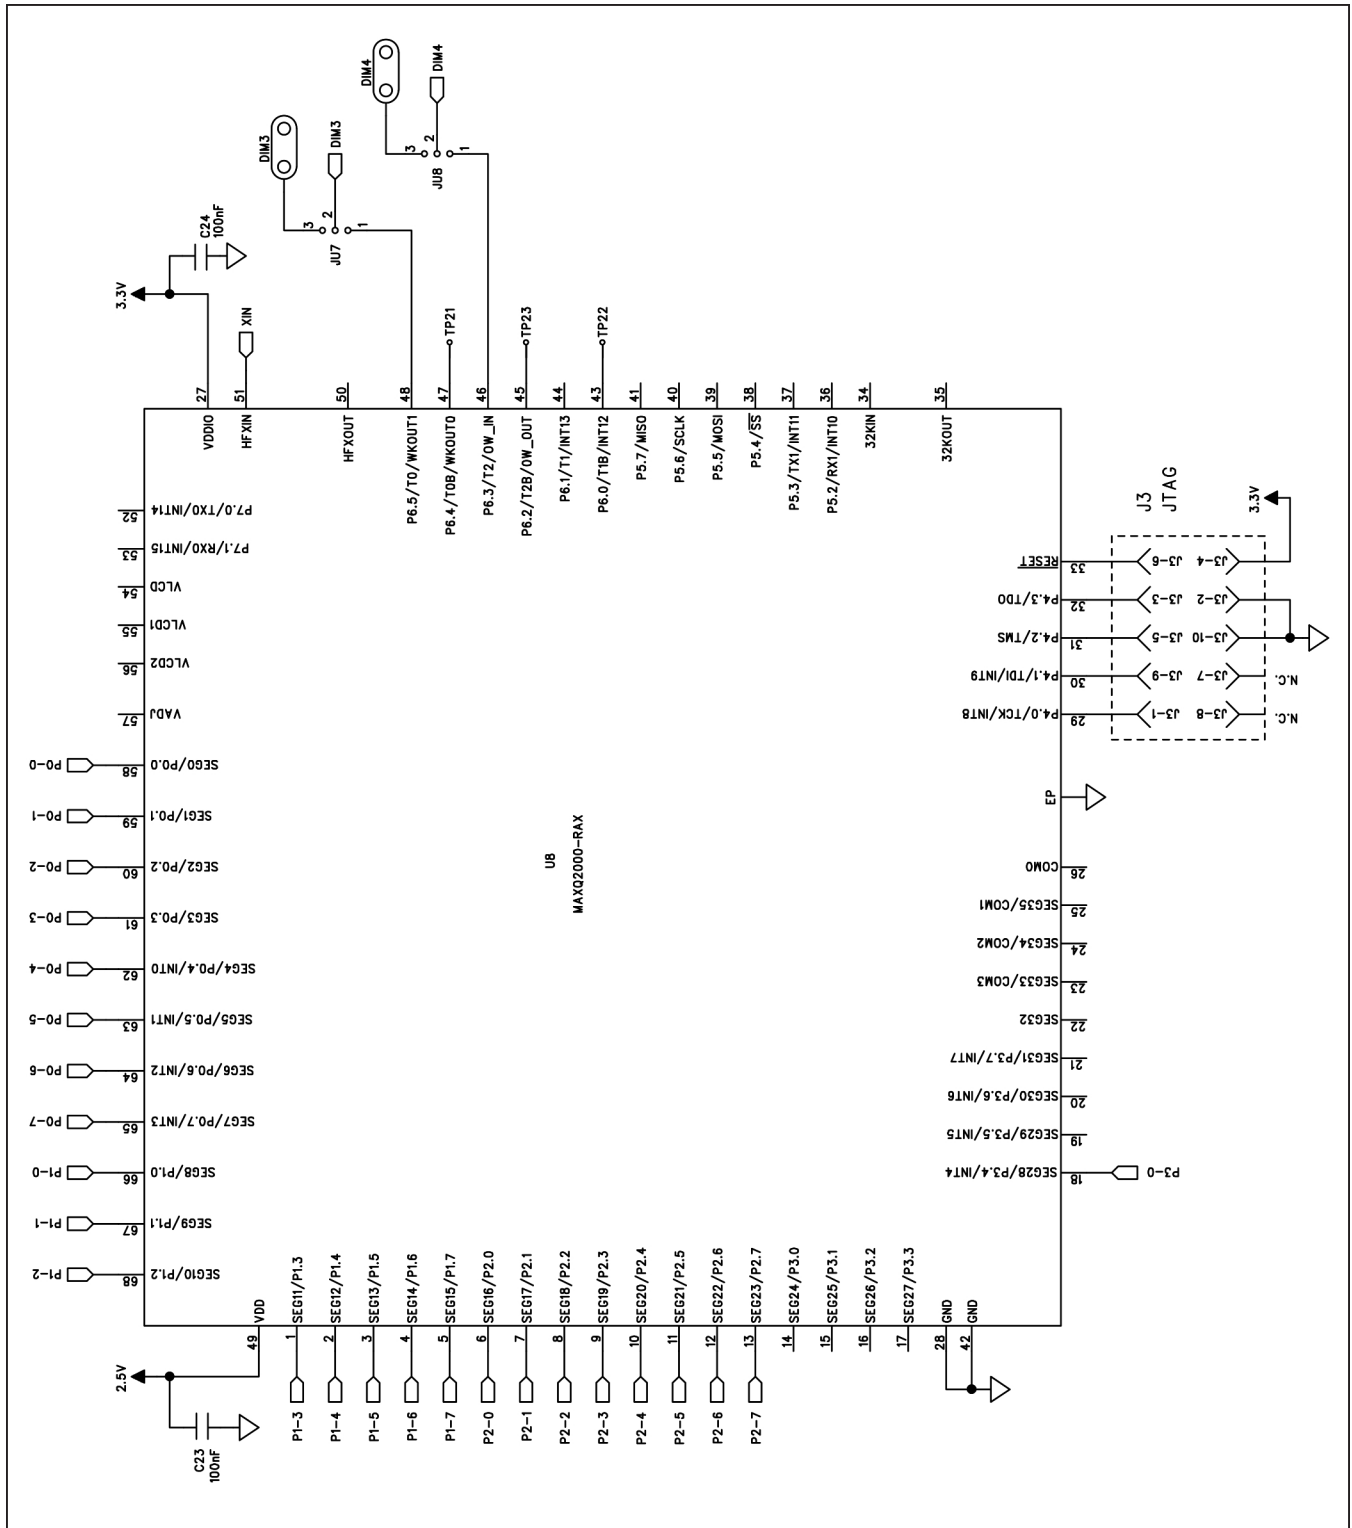 DIM4
DIM4
3
2
1
JU8
DIM3
DIM3
3
2
1
JU7
C24
100nF
3.3V
XIN
TP21
TP23
TP22
27
51
50
48
47
46
45
44
43
41
40
39
38
37
36
34
35
VDDIO
HFXIN
HFXOUT
P6.5/T0/WKOUT1
P6.4/T0B/WKOUT0
P6.3/T2/OW_IN
P6.2/T2B/OW_OUT
P6.1/T1/INT13
P6.0/T1B/INT12
P5.7/MISO
P5.6/SCLK
P5.5/MOSI
P5.4/SS
P5.3/TX1/INT11
P5.2/RX1/INT10
32KIN
32KOUT
52 P7.0/TX0/INT14
53 P7.1/RX0/INT15
54 VLCD
55 VLCD1
56 VLCD2
57 VADJ
P0-0 58 SEG0/P0.0
P0-1 59 SEG1/P0.1
P0-2 60 SEG2/P0.2
P0-3 61 SEG3/P0.3
P0-4 62 SEG4/P0.4/INT0
P0-5 63 SEG5/P0.5/INT1
P0-6 64 SEG6/P0.6/INT2
P0-7 65 SEG7/P0.7/INT3
P1-0 66 SEG8/P1.0
P1-1 67 SEG9/P1.1
P1-2 68 SEG10/P1.2
U8
MAXQ2000-RAX
J3
JTAG
3.3V
RESET 33 J3-6 J3-4
P4.3/TDO 32 J3-3 J3-2
P4.2/TMS 31 J3-5 J3-10
P4.1/TDI/INT9 30 J3-9 J3-7 N.C.
P4.0/TCK/INT8 29 J3-1 J3-8 N.C.
EP
COM0 26
SEG35/COM1 25
SEG34/COM2 24
SEG33/COM3 23
SEG32 22
SEG31/P3.7/INT7 21
SEG30/P3.6/INT6 20
SEG29/P3.5/INT5 19
SEG28/P3.4/INT4 18 P3-0
VDD
SEG11/P1.3
SEG12/P1.4
SEG13/P1.5
SEG14/P1.6
SEG15/P1.7
SEG16/P2.0
SEG17/P2.1
SEG18/P2.2
SEG19/P2.3
SEG20/P2.4
SEG21/P2.5
SEG22/P2.6
SEG23/P2.7
SEG24/P3.0
SEG25/P3.1
SEG26/P3.2
SEG27/P3.3
GND
GND
49
1
2
3
4
5
6
7
8
9
10
11
12
13
14
15
16
17
28
42
2.5V
C23
100nF
P1-3
P1-4
P1-5
P1-6
P1-7
P2-0
P2-1
P2-2
P2-3
P2-4
P2-5
P2-6
P2-7